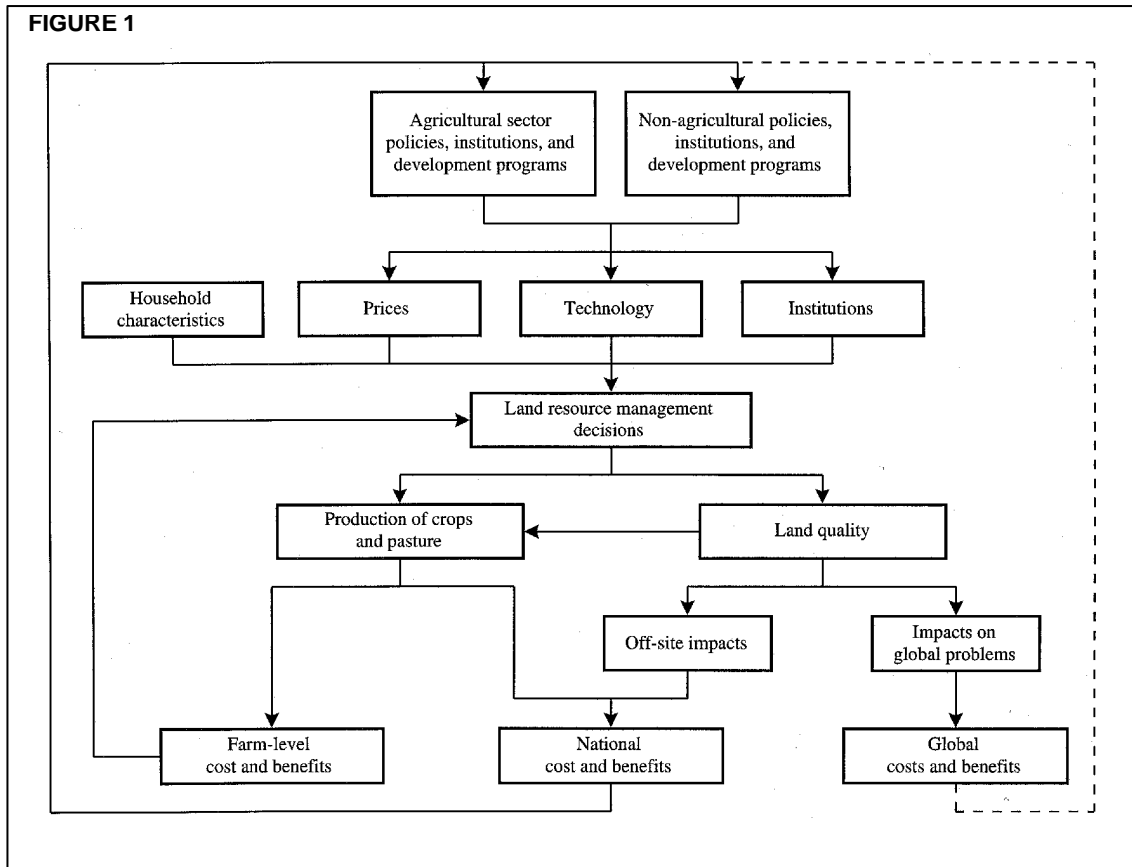 FIGURE 1
Agricultural sector
policies, institutions, and
development programs
Non-agricultural policies,
institutions, and
development programs
Household
characteristics
Prices
Technology
Institutions
Land resource management
decisions
Production of crops
and pasture
Land quality
Off-site impacts
Impacts on
global problems
Farm-level
cost and benefits
National
cost and benefits
Global
costs and benefits